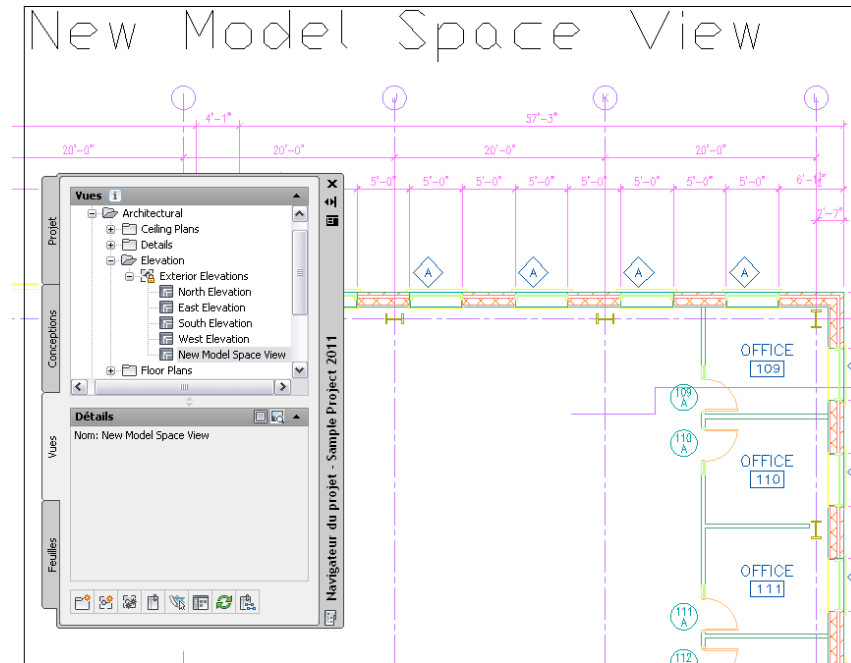 New Model Space View
J
K
L
4'-1"
57'-3"
20'-0"
20'-0"
20'-0"
20'-0"
5'-0"
5'-0"
5'-0"
5'-0"
5'-0"
5'-0"
5'-0"
5'-0"
2'-7"
Projet
Conceptions
Vues
Feuilles
Vues
Architectural
Ceiling Plans
Details
Elevation
Exterior Elevations
North Elevation
East Elevation
South Elevation
West Elevation
New Model Space View
Floor Plans
Détails
Nom: New Model Space View
Navigateur du projet - Sample Project 2011
A
A
A
A
OFFICE
109
109
A
110
A
OFFICE
110
OFFICE
111
111
A
112